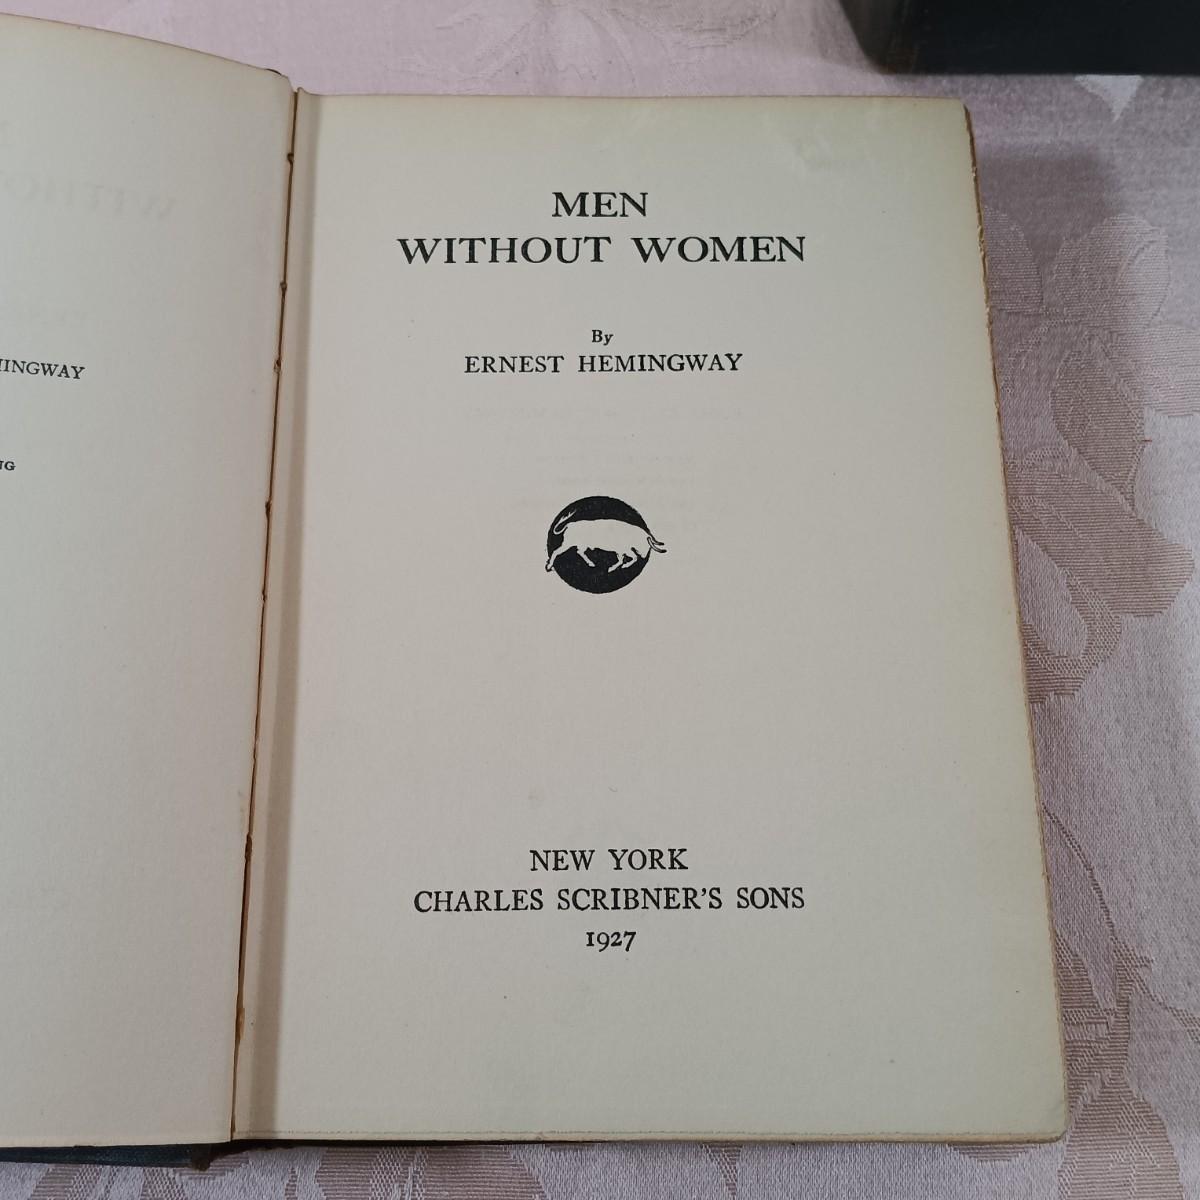 MEN
WITHOUT WOMEN
By
ERNEST HEMINGWAY
NEW YORK
CHARLES SCRIBNER'S SONS
1927